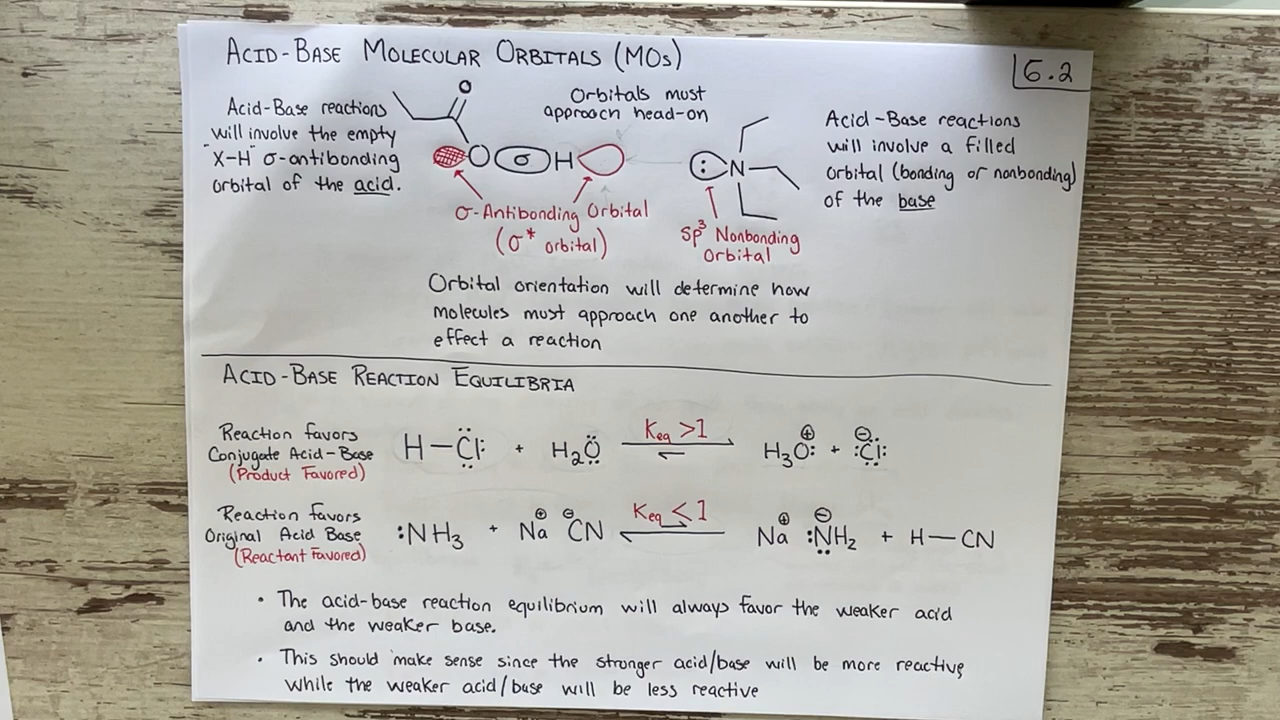 ACID-BASE MOLECULAR ORBITALS (MOs)
6.2
Acid-Base reactions
will involve the empty
"X-H" σ-antibonding
orbital of the acid.
O
O σ H
Orbitals must
approach head-on
: N
σ-Antibonding Orbital
(σ* orbital)
Sp³ Nonbonding
Orbital
Acid-Base reactions
will involve a filled
orbital (bonding or nonbonding)
of the base
Orbital orientation will determine how
molecules must approach one another to
effect a reaction
ACID-BASE REACTION EQUILIBRIA
Reaction favors
Conjugate Acid-Base
(Product Favored)
H-Cl + H₂O Keq >1 H₃O⊕ + Cl⊖
Reaction favors
Original Acid Base
(Reactant Favored)
:NH₃ + Na⊕ ⊖CN Keq <1 Na⊕ :NH₂⊖ + H-CN
• The acid-base reaction equilibrium will always favor the weaker acid
and the weaker base.
• This should make sense since the stronger acid/base will be more reactive,
while the weaker acid/base will be less reactive